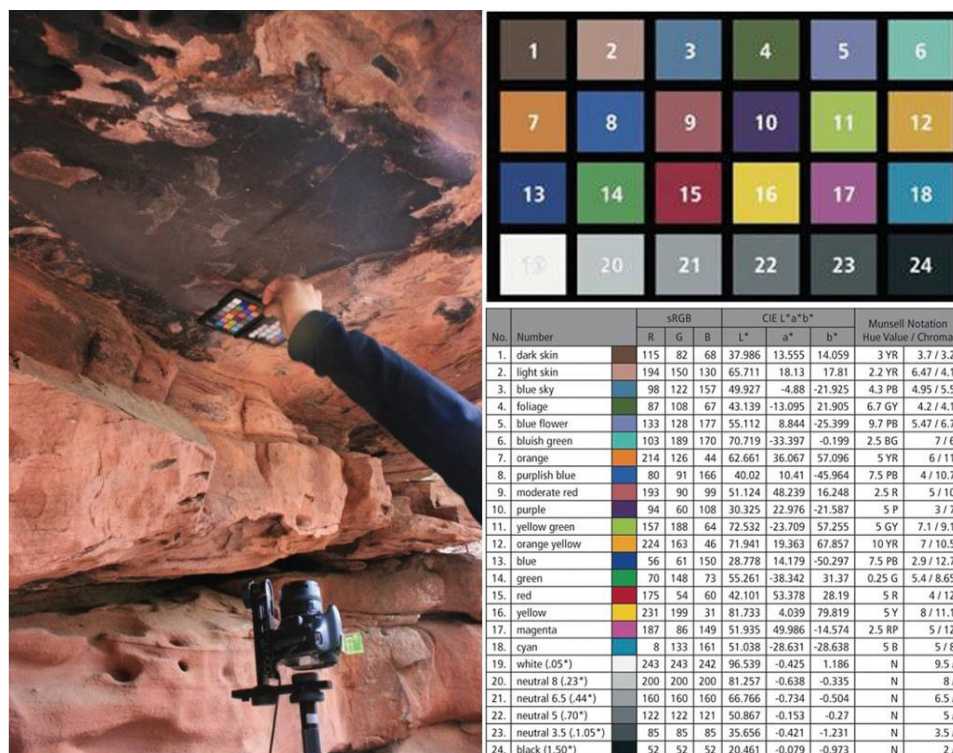 1 2 3 4 5 6
7 8 9 10 11 12
13 14 15 16 17 18
19 20 21 22 23 24
sRGB CIE L*a*b* Munsell Notation
No. Number R G B L* a* b* Hue Value / Chroma
1. dark skin 115 82 68 37.986 13.555 14.059 3 YR 3.7 / 3.2
2. light skin 194 150 130 65.711 18.13 17.81 2.2 YR 6.47 / 4.1
3. blue sky 98 122 157 49.927 -4.88 -21.925 4.3 PB 4.95 / 5.5
4. foliage 87 108 67 43.139 -13.095 21.905 6.7 GY 4.2 / 4.1
5. blue flower 133 128 177 55.112 8.844 -25.399 9.7 PB 5.47 / 6.7
6. bluish green 103 189 170 70.719 -33.397 -0.199 2.5 BG 7 / 6
7. orange 214 126 44 62.661 36.067 57.096 5 YR 6 / 11
8. purplish blue 80 91 166 40.02 10.41 -45.964 7.5 PB 4 / 10.7
9. moderate red 193 90 99 51.124 48.239 16.248 2.5 R 5 / 10
10. purple 94 60 108 30.325 22.976 -21.587 5 P 3 / 7
11. yellow green 157 188 64 72.532 -23.709 57.255 5 GY 7.1 / 9.1
12. orange yellow 224 163 46 71.941 19.363 67.857 10 YR 7 / 10.5
13. blue 56 61 150 28.778 14.179 -50.297 7.5 PB 2.9 / 12.7
14. green 70 148 73 55.261 -38.342 31.37 0.25 G 5.4 / 8.65
15. red 175 54 60 42.101 53.378 28.19 5 R 4 / 12
16. yellow 231 199 31 81.733 4.039 79.819 5 Y 8 / 11.1
17. magenta 187 86 149 51.935 49.986 -14.574 2.5 RP 5 / 12
18. cyan 8 133 161 51.038 -28.631 -28.638 5 B 5 / 8
19. white (.05*) 243 243 242 96.539 -0.425 1.186 N 9.5
20. neutral 8 (.23*) 200 200 200 81.257 -0.638 -0.335 N 8
21. neutral 6.5 (.44*) 160 160 160 66.766 -0.734 -0.504 N 6.5
22. neutral 5 (.70*) 122 122 121 50.867 -0.153 -0.27 N 5
23. neutral 3.5 (.1.05*) 85 85 85 35.656 -0.421 -1.231 N 3.5
24. black (1.50*) 52 52 52 20.461 -0.079 -0.973 N 2